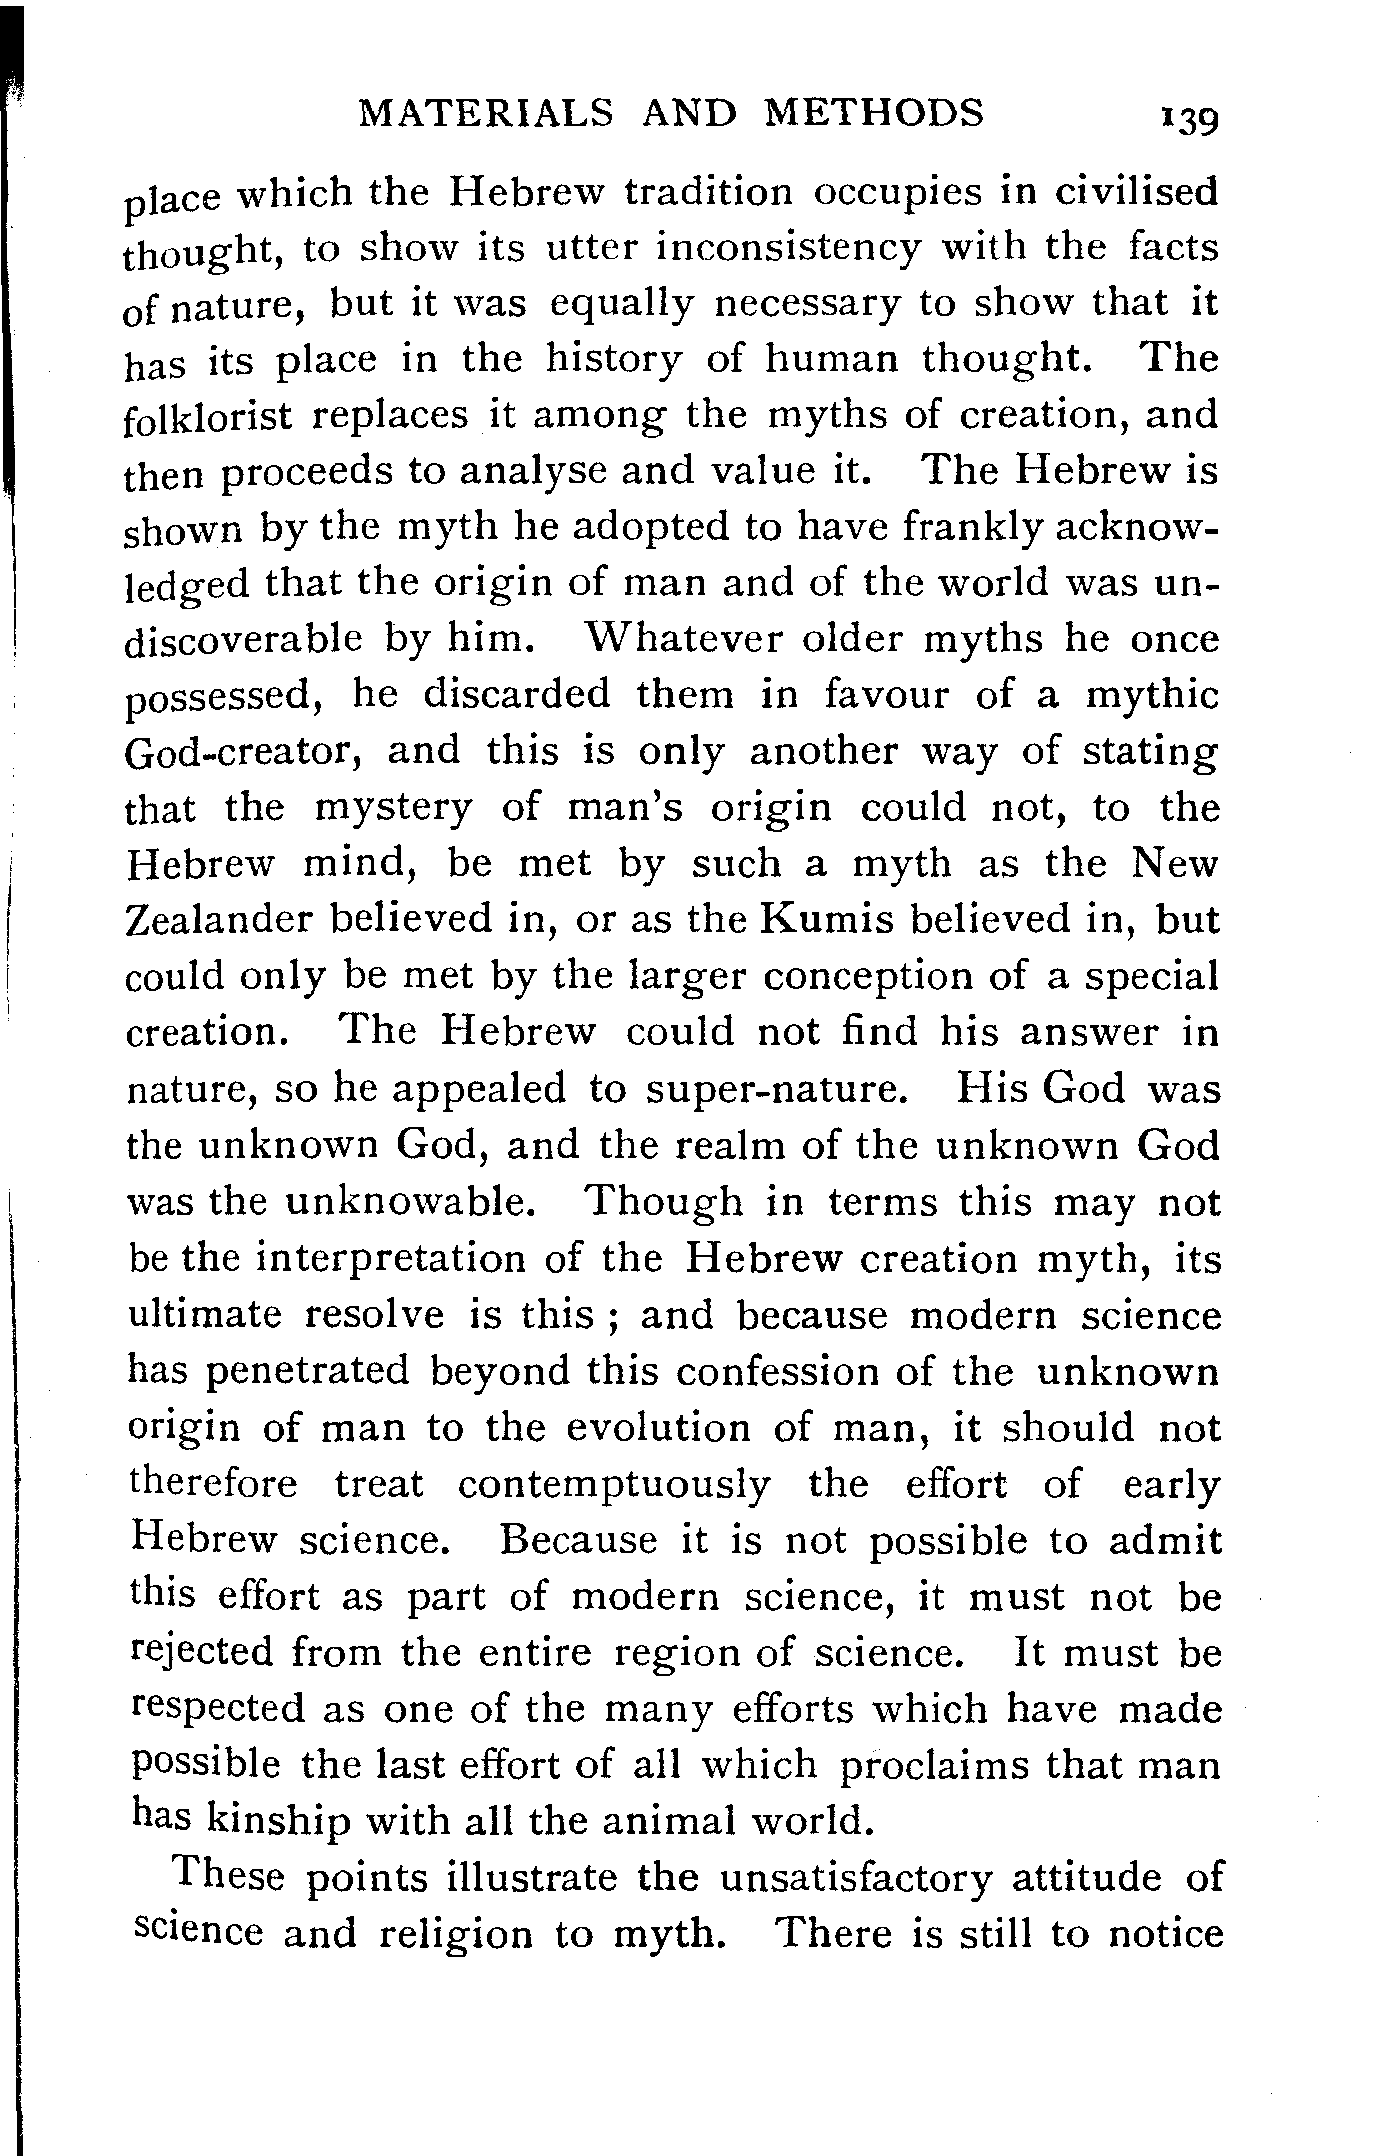 MATERIALS AND METHODS 139
place which the Hebrew tradition occupies in civilised
thought, to show its utter inconsistency with the facts
of nature, but it was equally necessary to show that it
has its place in the history of human thought. The
folklorist replaces it among the myths of creation, and
then proceeds to analyse and value it. The Hebrew is
shown by the myth he adopted to have frankly acknow-
ledged that the origin of man and of the world was un-
discoverable by him. Whatever older myths he once
possessed, he discarded them in favour of a mythic
God-creator, and this is only another way of stating
that the mystery of man's origin could not, to the
Hebrew mind, be met by such a myth as the New
Zealander believed in, or as the Kumis believed in, but
could only be met by the larger conception of a special
creation. The Hebrew could not find his answer in
nature, so he appealed to super-nature. His God was
the unknown God, and the realm of the unknown God
was the unknowable. Though in terms this may not
be the interpretation of the Hebrew creation myth, its
ultimate resolve is this ; and because modern science
has penetrated beyond this confession of the unknown
origin of man to the evolution of man, it should not
therefore treat contemptuously the effort of early
Hebrew science. Because it is not possible to admit
this effort as part of modern science, it must not be
rejected from the entire region of science. It must be
respected as one of the many efforts which have made
possible the last effort of all which proclaims that man
has kinship with all the animal world.
These points illustrate the unsatisfactory attitude of
science and religion to myth. There is still to notice